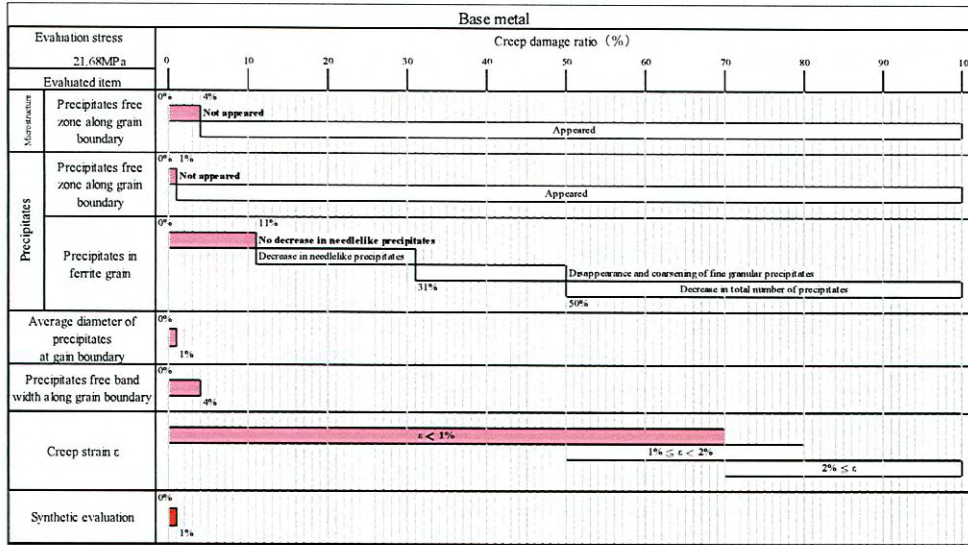 Base metal
Evaluation stress
21.68MPa
Creep damage ratio (%)
0 10 20 30 40 50 60 70 80 90 10
Evaluated item
Microstructure
Precipitates free
zone along grain
boundary
0% 4%
Not appeared
Appeared
Precipitates
Precipitates free
zone along grain
boundary
0% 1%
Not appeared
Appeared
Precipitates in
ferrite grain
0% 11%
No decrease in needlelike precipitates
Decrease in needlelike precipitates
Disappearance and coarsening of fine granular precipitates
31%
Decrease in total number of precipitates
50%
Average diameter of
precipitates
at gain boundary
0%
1%
Precipitates free band
width along grain boundary
0%
4%
Creep strain ε
ε < 1%
1% ≤ ε < 2%
2% ≤ ε
Synthetic evaluation
0%
1%